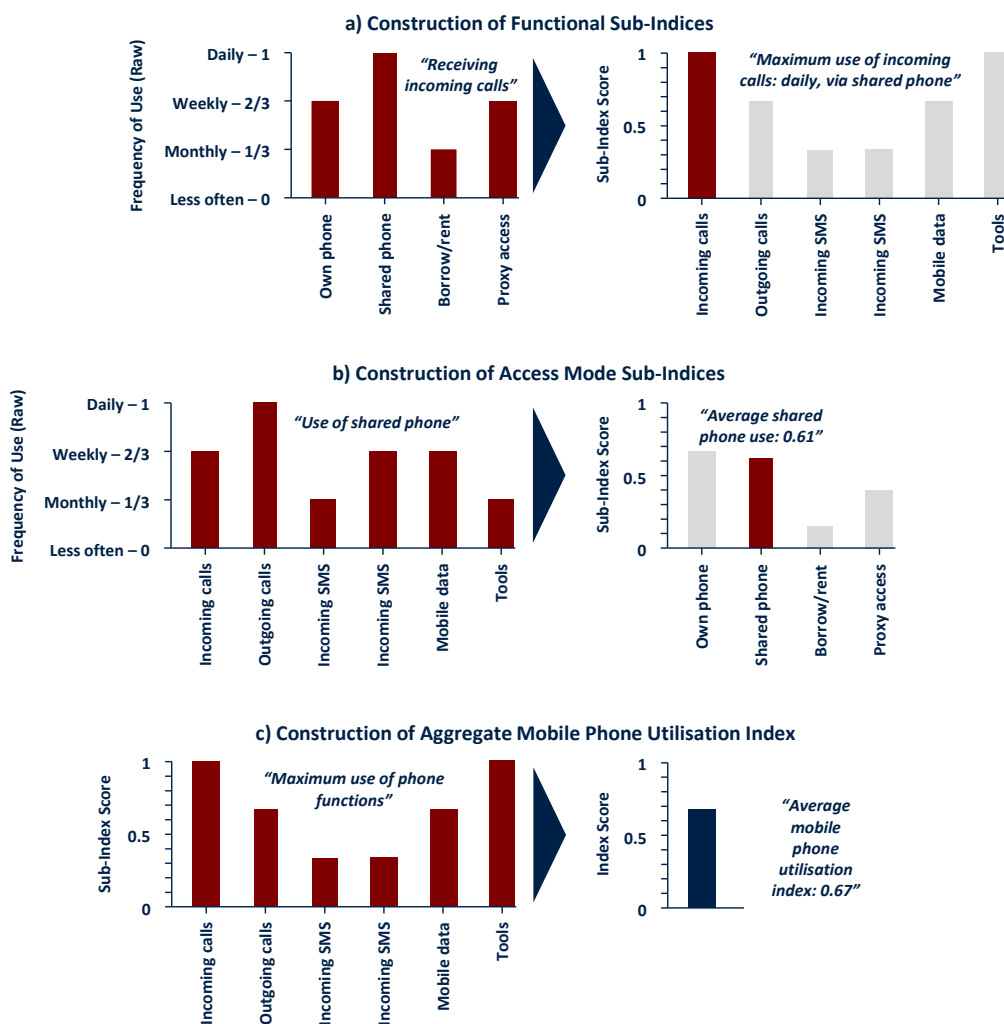 a) Construction of Functional Sub-Indices
Frequency of Use (Raw)
Daily – 1
Weekly – 2/3
Monthly – 1/3
Less often – 0
“Receiving
incoming calls”
Own phone
Shared phone
Borrow/rent
Proxy access
Sub-Index Score
1
0.5
0
“Maximum use of incoming
calls: daily, via shared phone”
Incoming calls
Outgoing calls
Incoming SMS
Incoming SMS
Mobile data
Tools
b) Construction of Access Mode Sub-Indices
Frequency of Use (Raw)
Daily – 1
Weekly – 2/3
Monthly – 1/3
Less often – 0
“Use of shared phone”
Incoming calls
Outgoing calls
Incoming SMS
Incoming SMS
Mobile data
Tools
Sub-Index Score
1
0.5
0
“Average shared
phone use: 0.61”
Own phone
Shared phone
Borrow/rent
Proxy access
c) Construction of Aggregate Mobile Phone Utilisation Index
Sub-Index Score
1
0.5
0
“Maximum use of phone
functions”
Incoming calls
Outgoing calls
Incoming SMS
Incoming SMS
Mobile data
Tools
Index Score
1
0.5
0
“Average
mobile
phone
utilisation
index: 0.67”